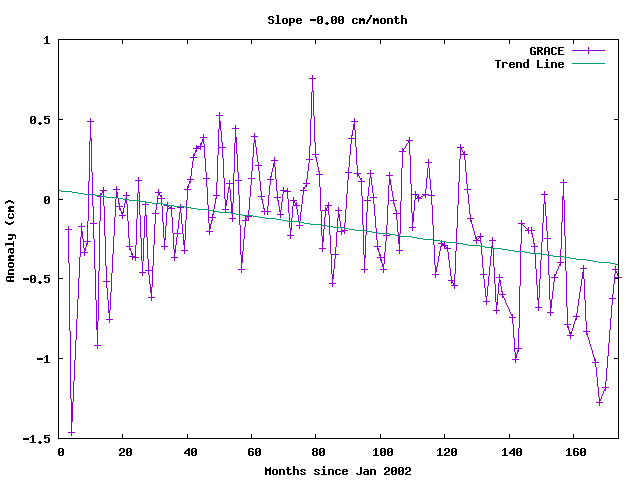 Slope -0.00 cm/month
1
GRACE
Trend Line
0.5
0
Anomaly (cm)
-0.5
-1
-1.5
0 20 40 60 80 100 120 140 160
Months since Jan 2002